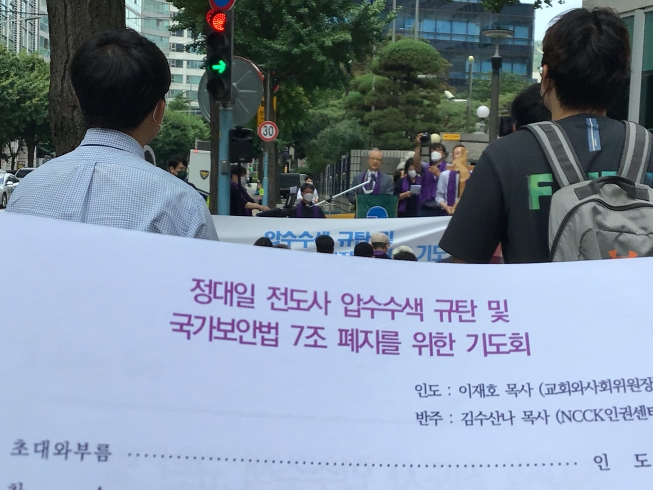 30
압수수색 규탄 및
기도
정대일 전도사 압수수색 규탄 및
국가보안법 7조 폐지를 위한 기도회
인도 : 이재호 목사 (교회와사회위원장
반주 : 김수산나 목사 (NCCK인권센터
초대와부름 인 도